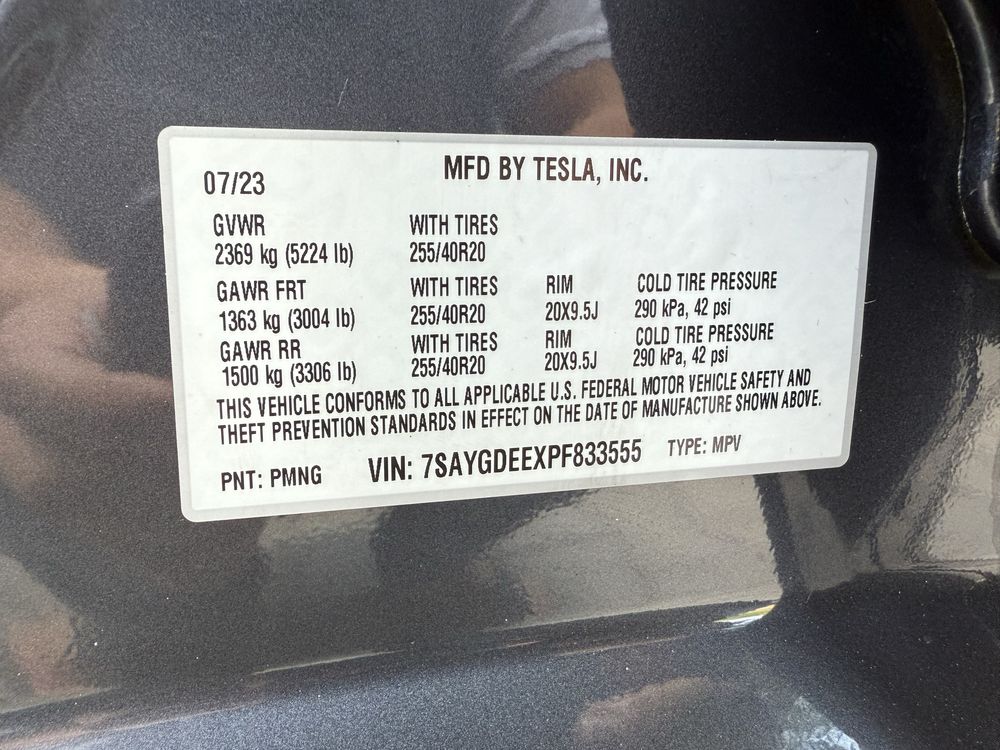 MFD BY TESLA, INC.
07/23
GVWR WITH TIRES
2369 kg (5224 lb) 255/40R20
GAWR FRT WITH TIRES RIM COLD TIRE PRESSURE
1363 kg (3004 lb) 255/40R20 20X9.5J 290 kPa, 42 psi
GAWR RR WITH TIRES RIM COLD TIRE PRESSURE
1500 kg (3306 lb) 255/40R20 20X9.5J 290 kPa, 42 psi
THIS VEHICLE CONFORMS TO ALL APPLICABLE U.S. FEDERAL MOTOR VEHICLE SAFETY AND
THEFT PREVENTION STANDARDS IN EFFECT ON THE DATE OF MANUFACTURE SHOWN ABOVE.
PNT: PMNG VIN: 7SAYGDEEXPF833555 TYPE: MPV